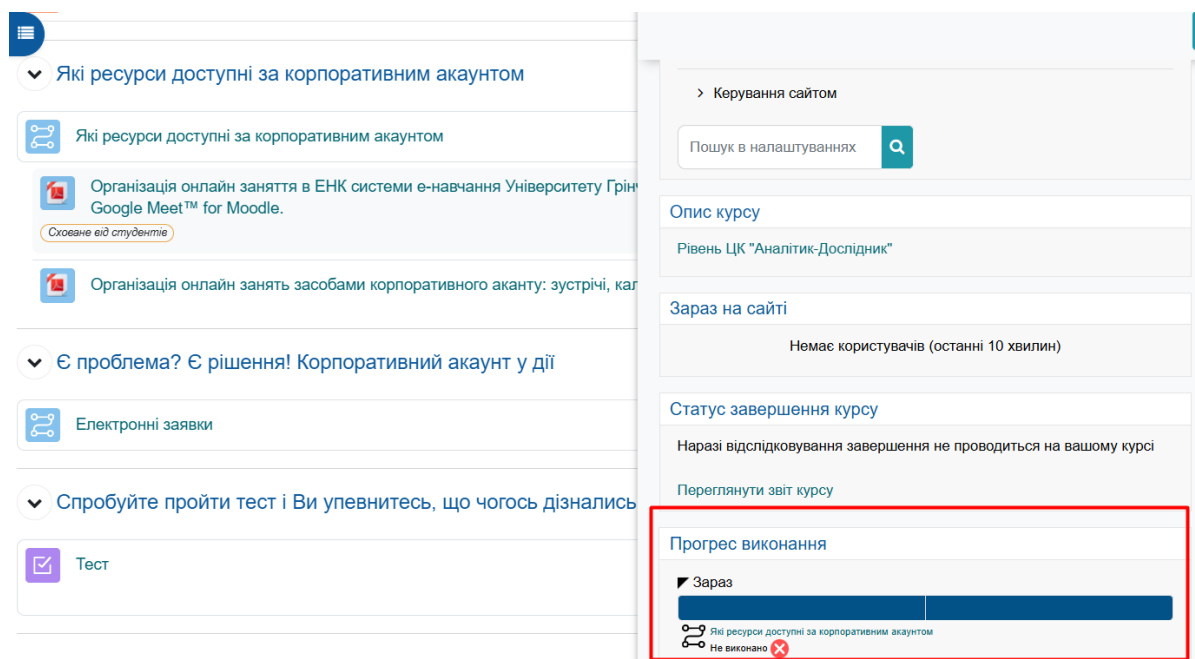 Які ресурси доступні за корпоративним акаунтом
Які ресурси доступні за корпоративним акаунтом
Організація онлайн заняття в ЕНК системи е-навчання Університету
Google Meet™ for Moodle.
Сховане від студентів
Організація онлайн занять засобами корпоративного аканту: зустрічі,
Є проблема? Є рішення! Корпоративний акаунт у дії
Електронні заявки
Спробуйте пройти тест і Ви упевнитесь, що чогось дізнались
Тест
Керування сайтом
Пошук в налаштуваннях
Опис курсу
Рівень ЦК "Аналітик-Дослідник"
Зараз на сайті
Немає користувачів (останні 10 хвилин)
Статус завершення курсу
Наразі відслідковування завершення не проводиться на вашому курсі
Переглянути звіт курсу
Прогрес виконання
Зараз
Які ресурси доступні за корпоративним акаунтом
Не виконано